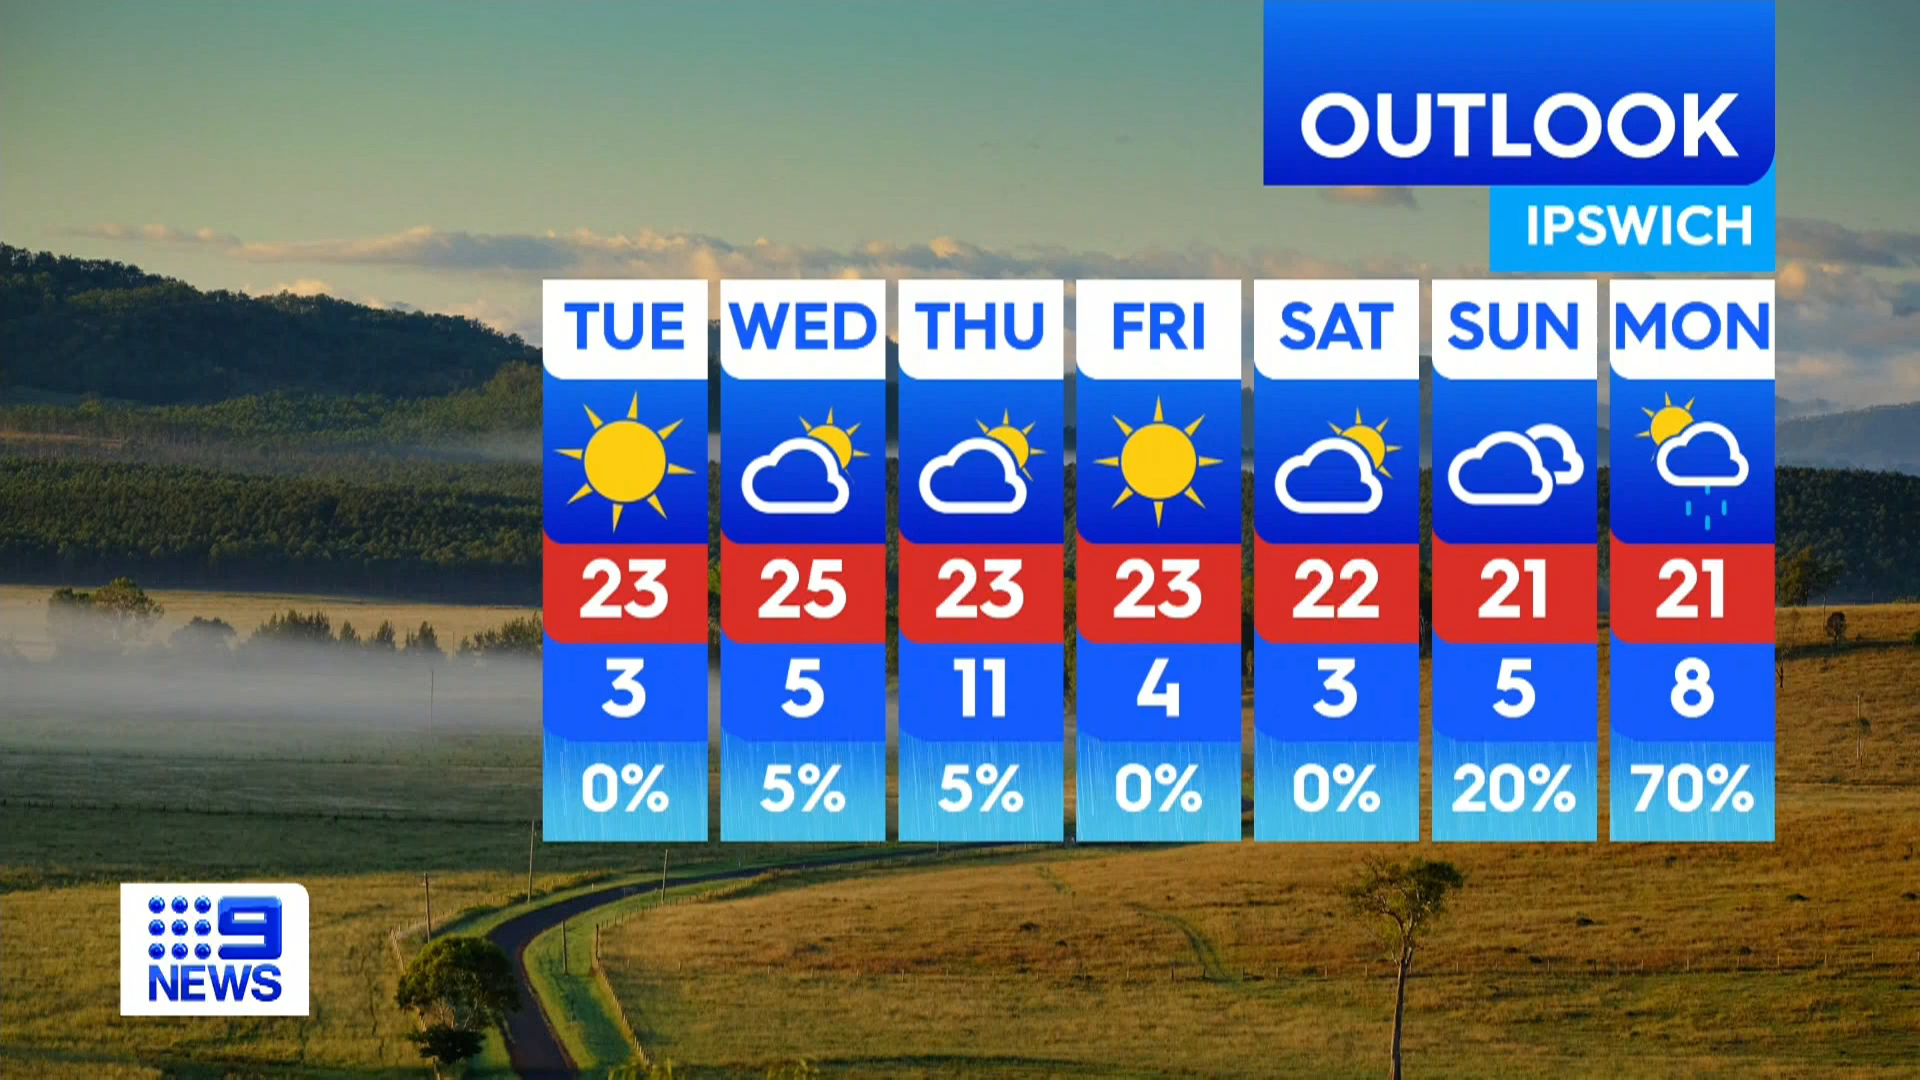 OUTLOOK
IPSWICH
TUE WED THU FRI SAT SUN MON
23 25 23 23 22 21 21
3 5 11 4 3 5 8
0% 5% 5% 0% 0% 20% 70%
9
NEWS